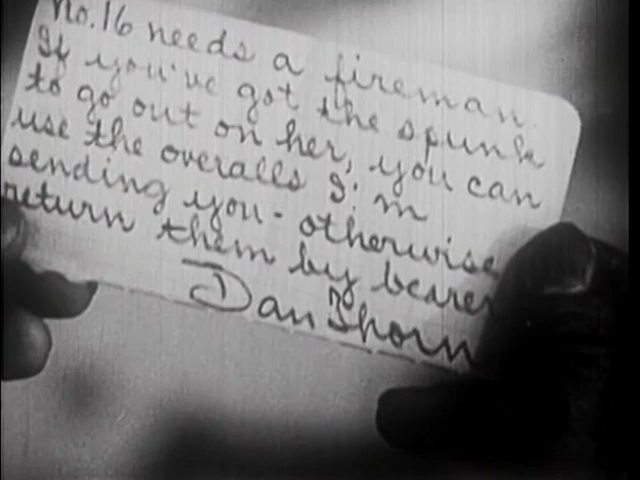 no.16 needs a fireman.
If you've got the spunk
to go out on her, you can
use the overalls I'm
sending you - otherwise
return them by bearer
Dan Thorn